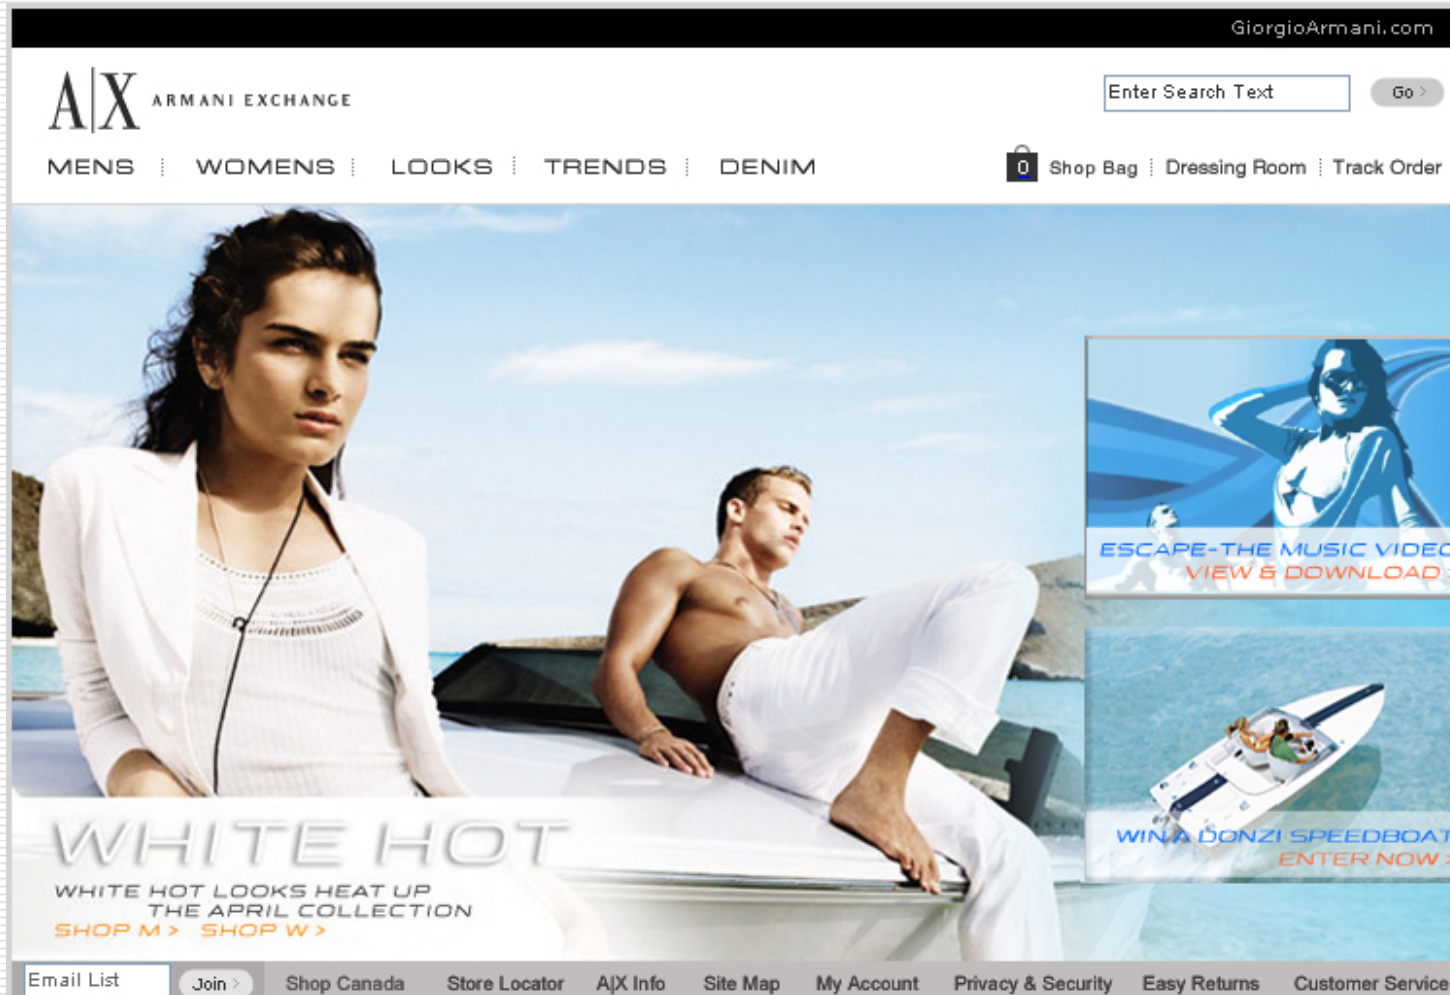 GiorgioArmani.com
A|X ARMANI EXCHANGE
Enter Search Text
Go >
MENS
WOMENS
LOOKS
TRENDS
DENIM
0
Shop Bag
Dressing Room
Track Order
ESCAPE-THE MUSIC VIDEO
VIEW & DOWNLOAD
WIN A DONZI SPEEDBOAT
ENTER NOW >
WHITE HOT
WHITE HOT LOOKS HEAT UP
THE APRIL COLLECTION
SHOP M > SHOP W >
Email List
Join >
Shop Canada
Store Locator
A|X Info
Site Map
My Account
Privacy & Security
Easy Returns
Customer Service